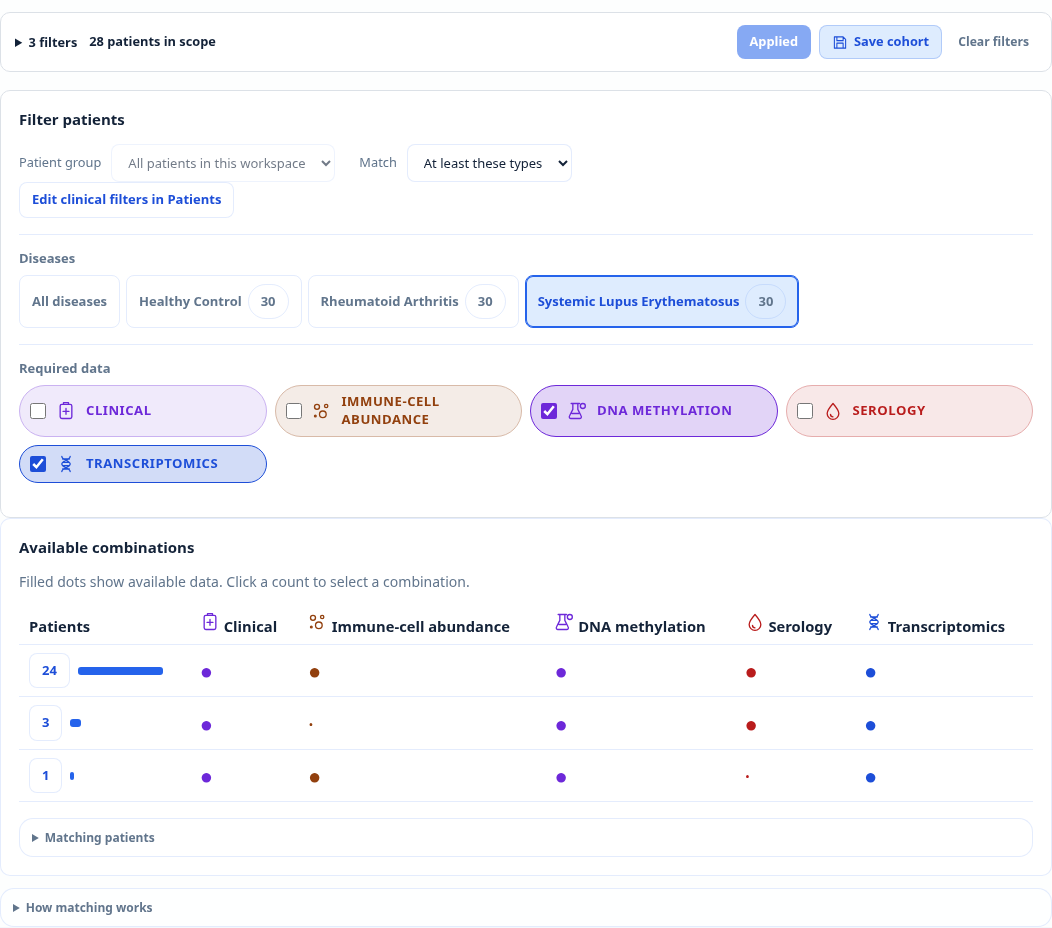 3 filters 28 patients in scope Applied Save cohort Clear filters
Filter patients
Patient group All patients in this workspace Match At least these types
Edit clinical filters in Patients
Diseases
All diseases Healthy Control 30 Rheumatoid Arthritis 30 Systemic Lupus Erythematosus 30
Required data
CLINICAL IMMUNE-CELL ABUNDANCE DNA METHYLATION SEROLOGY
TRANSCRIPTOMICS
Available combinations
Filled dots show available data. Click a count to select a combination.
Patients Clinical Immune-cell abundance DNA methylation Serology Transcriptomics
24
3
1
Matching patients
How matching works